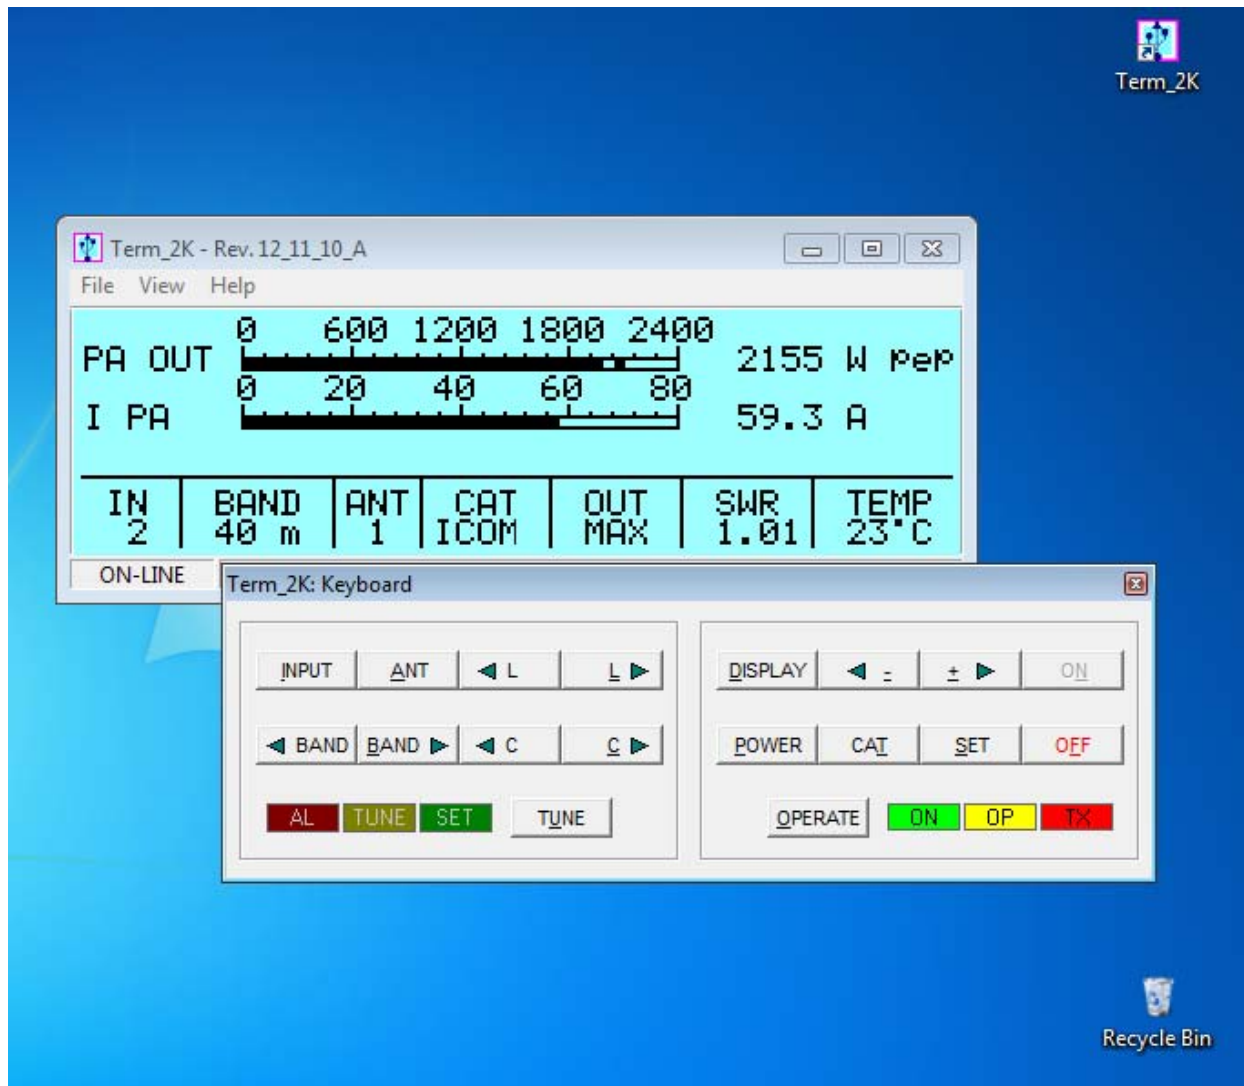 Term_2K
Term_2K - Rev. 12_11_10_A
File View Help
0 600 1200 1800 2400
PA OUT 2155 W pep
0 20 40 60 80
I PA 59.3 A
IN BAND ANT CAT OUT SWR TEMP
2 40 m 1 ICOM MAX 1.01 23°C
ON-LINE
Term_2K: Keyboard
INPUT ANT L L DISPLAY - + ON
BAND BAND C C POWER CAT SET OFF
AL TUNE SET TUNE OPERATE ON OP TX
Recycle Bin